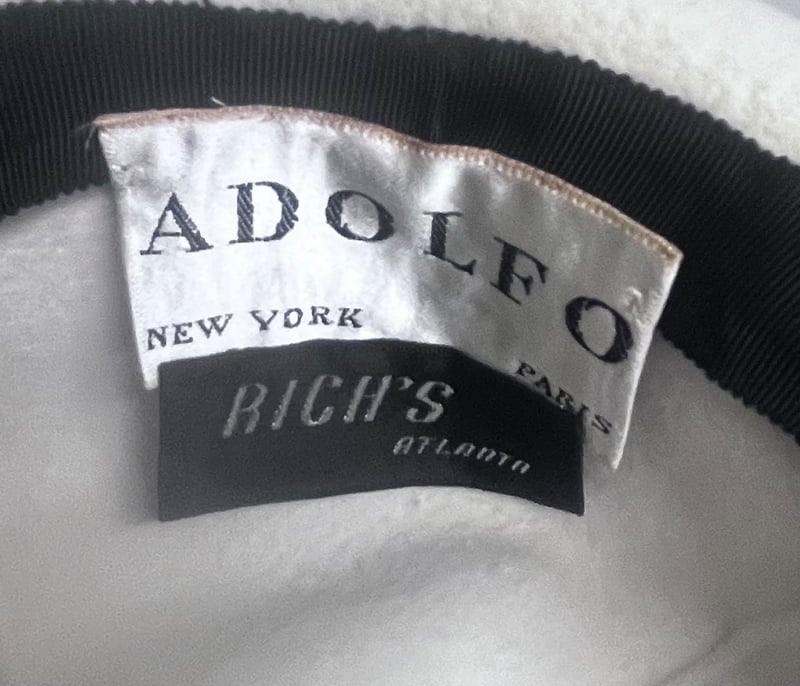 ADOLFO
NEW YORK
PARIS
RICH'S
ATLANTA